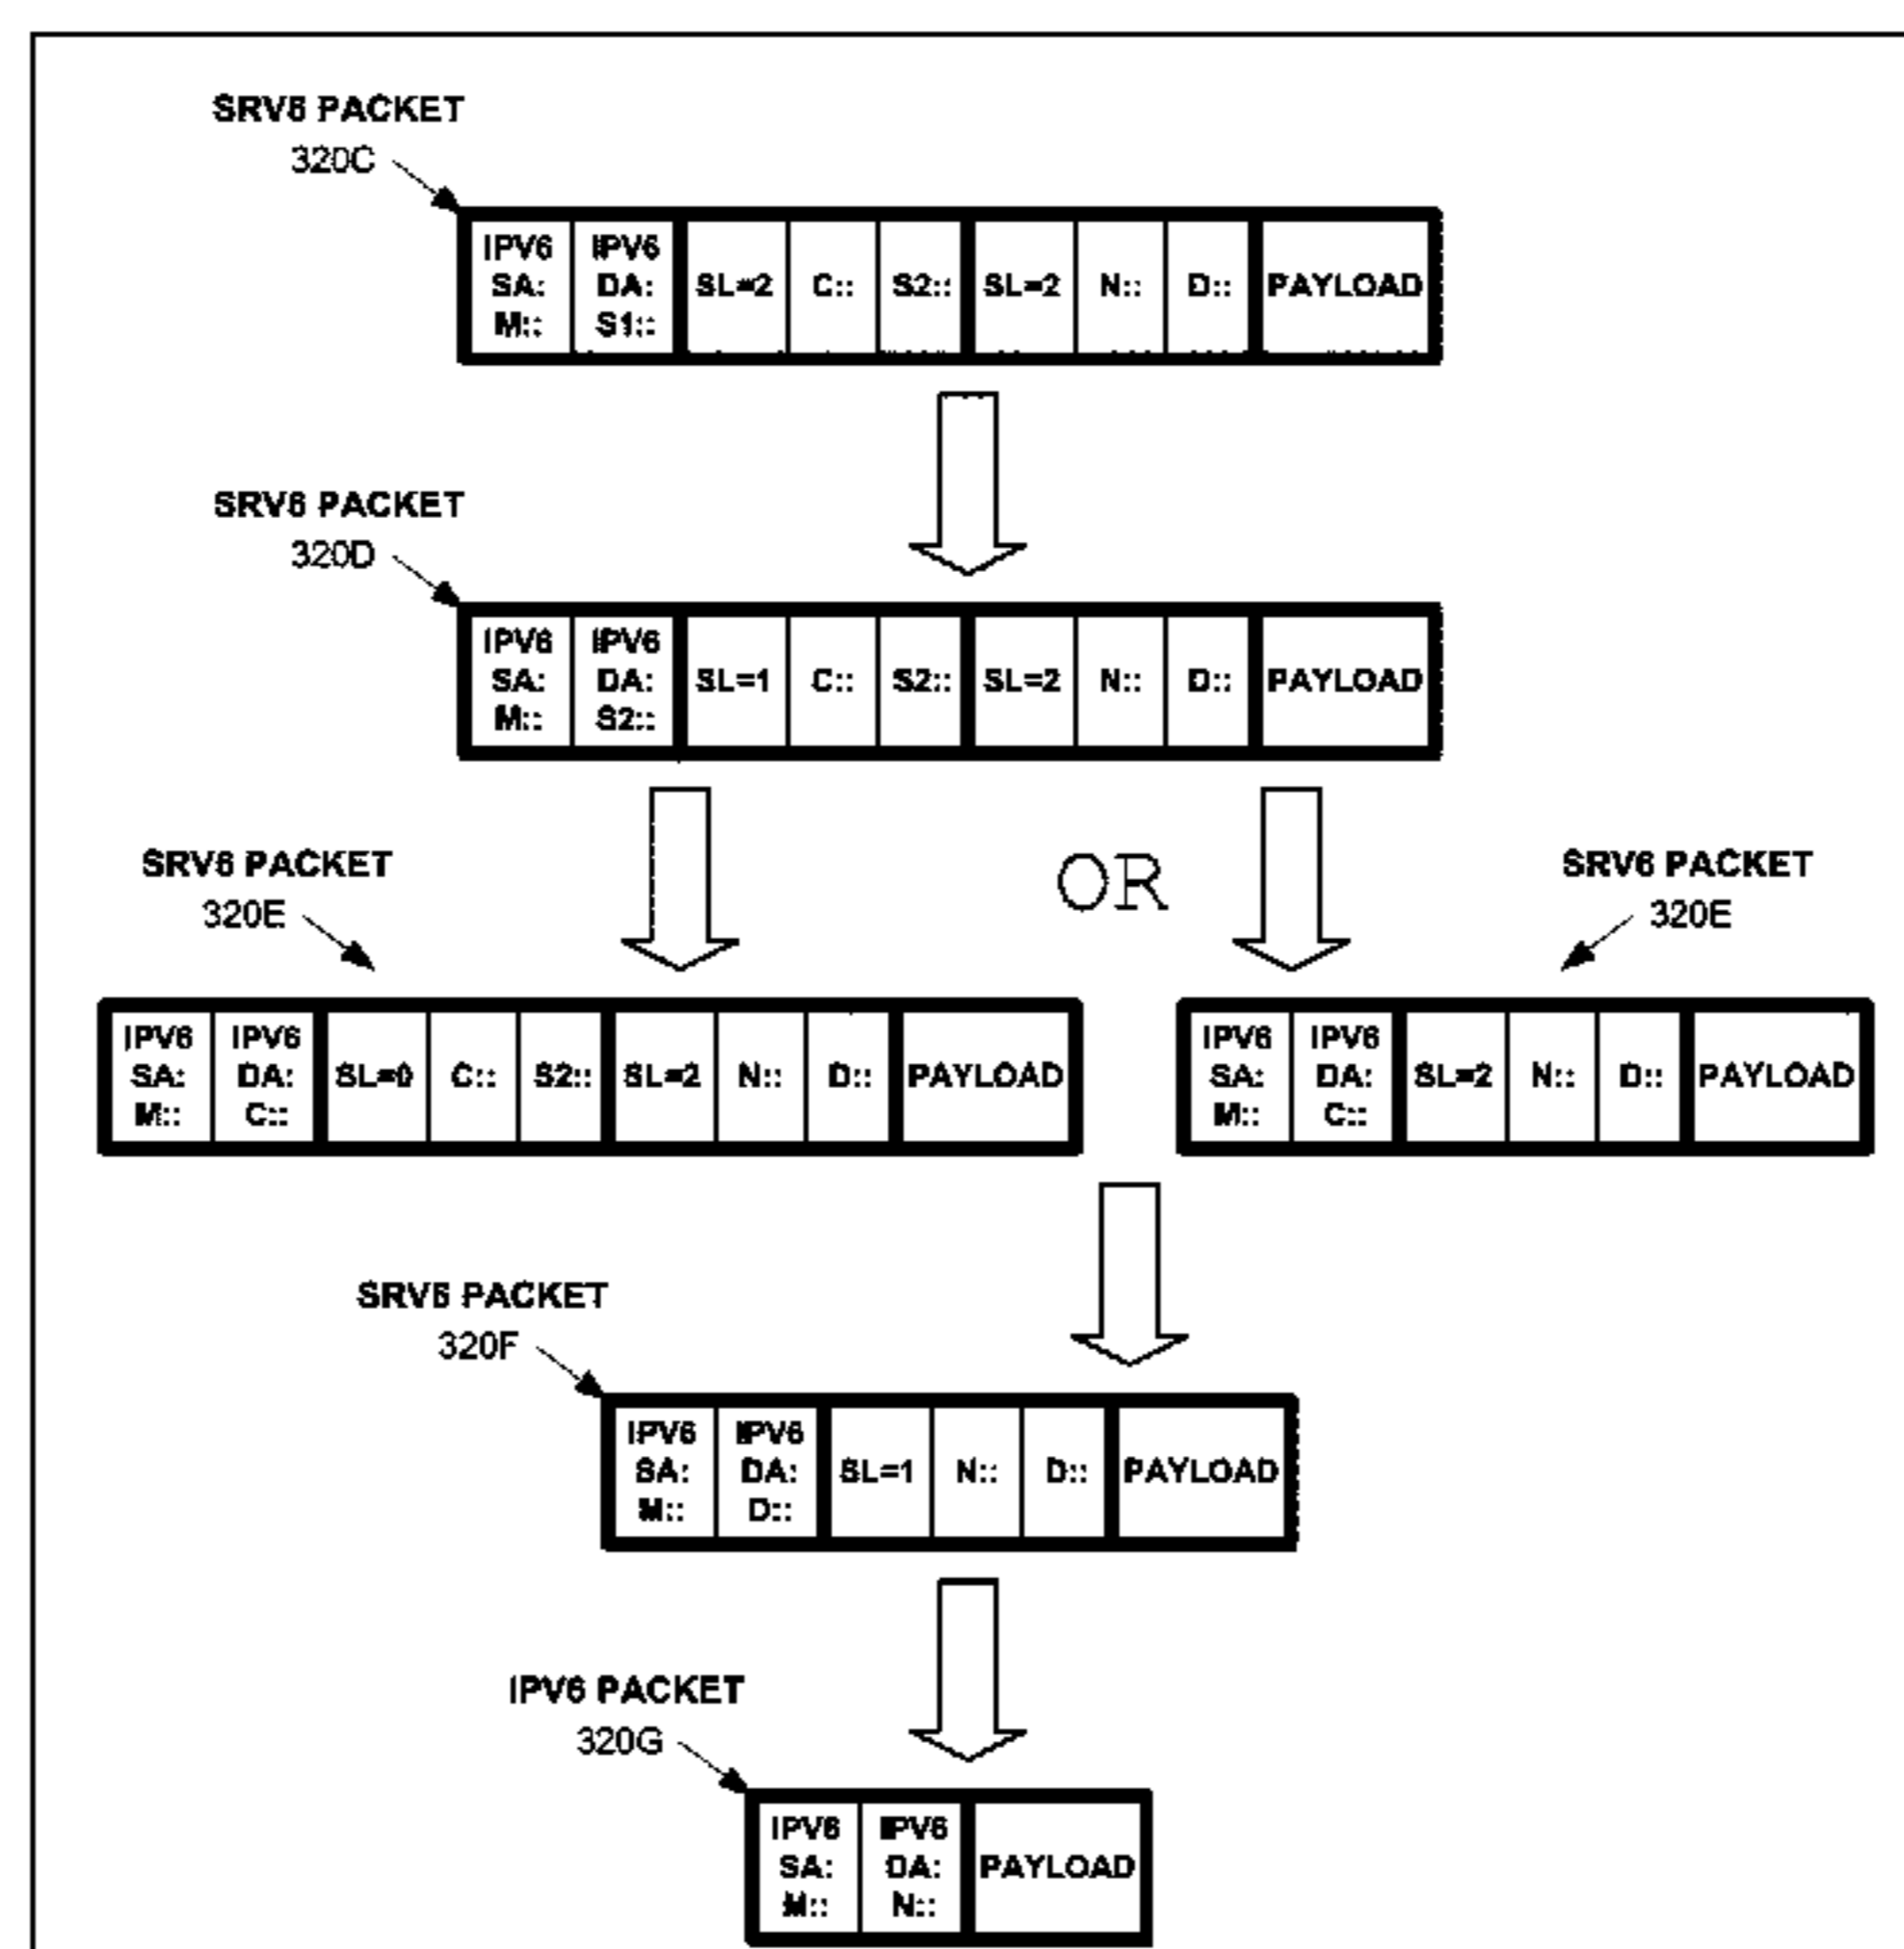 SRV6 PACKET
320C
IPV6 SA: M::
IPV6 DA: S1::
SL=2
C::
S2::
SL=2
N::
D::
PAYLOAD
SRV6 PACKET
320D
IPV6 SA: M::
IPV6 DA: S2::
SL=1
C::
S2::
SL=2
N::
D::
PAYLOAD
OR
SRV6 PACKET
320E
IPV6 SA: M::
IPV6 DA: C::
SL=0
C::
S2::
SL=2
N::
D::
PAYLOAD
SRV6 PACKET
320E
IPV6 SA: M::
IPV6 DA: C::
SL=2
N::
D::
PAYLOAD
SRV6 PACKET
320F
IPV6 SA: M::
IPV6 DA: D::
SL=1
N::
D::
PAYLOAD
IPV6 PACKET
320G
IPV6 SA: M::
IPV6 DA: N::
PAYLOAD